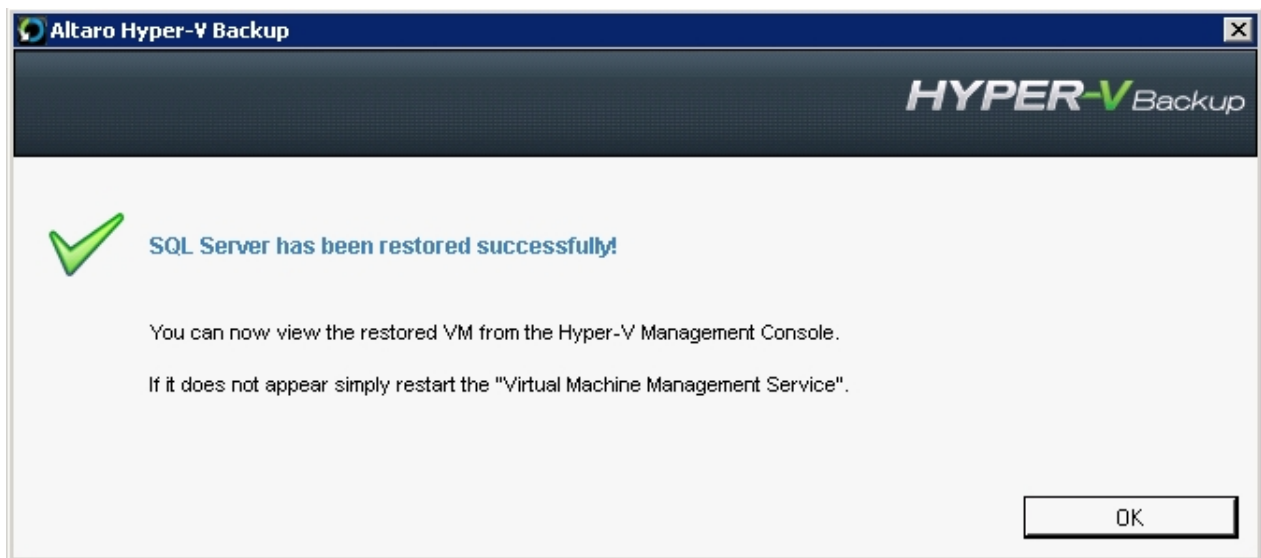 Altaro Hyper-V Backup
HYPER-V Backup
SQL Server has been restored successfully!
You can now view the restored VM from the Hyper-V Management Console.
If it does not appear simply restart the "Virtual Machine Management Service".
OK